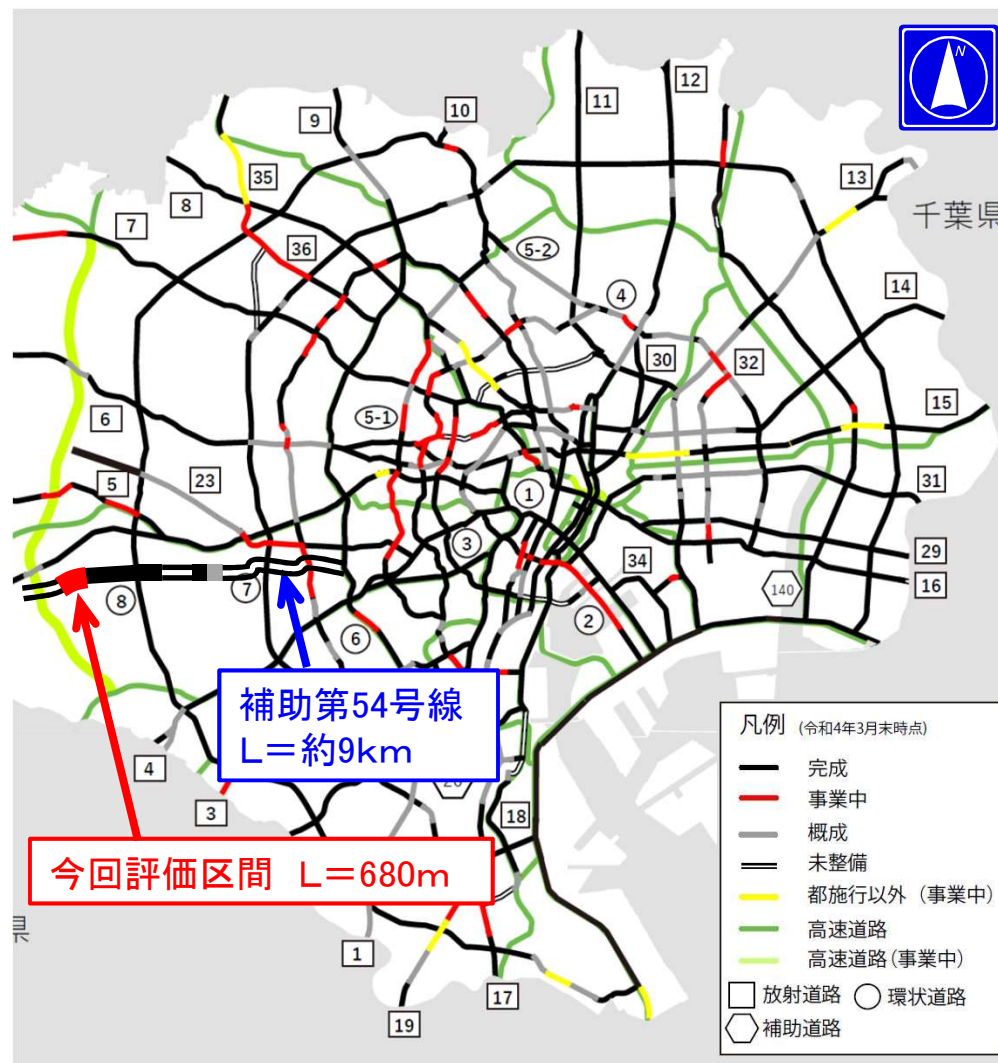 N
12
11
10
9
13
35
8
千葉県
7
36
5-2
4
14
30
32
5-1
15
6
23
5
31
1
3
29
34
16
140
8
7
2
6
補助第54号線
L=約9km
凡例 (令和4年3月末時点)
完成
事業中
概成
未整備
都施行以外（事業中）
高速道路
高速道路(事業中)
放射道路
環状道路
補助道路
4
3
18
今回評価区間 L=680m
県
1
17
19